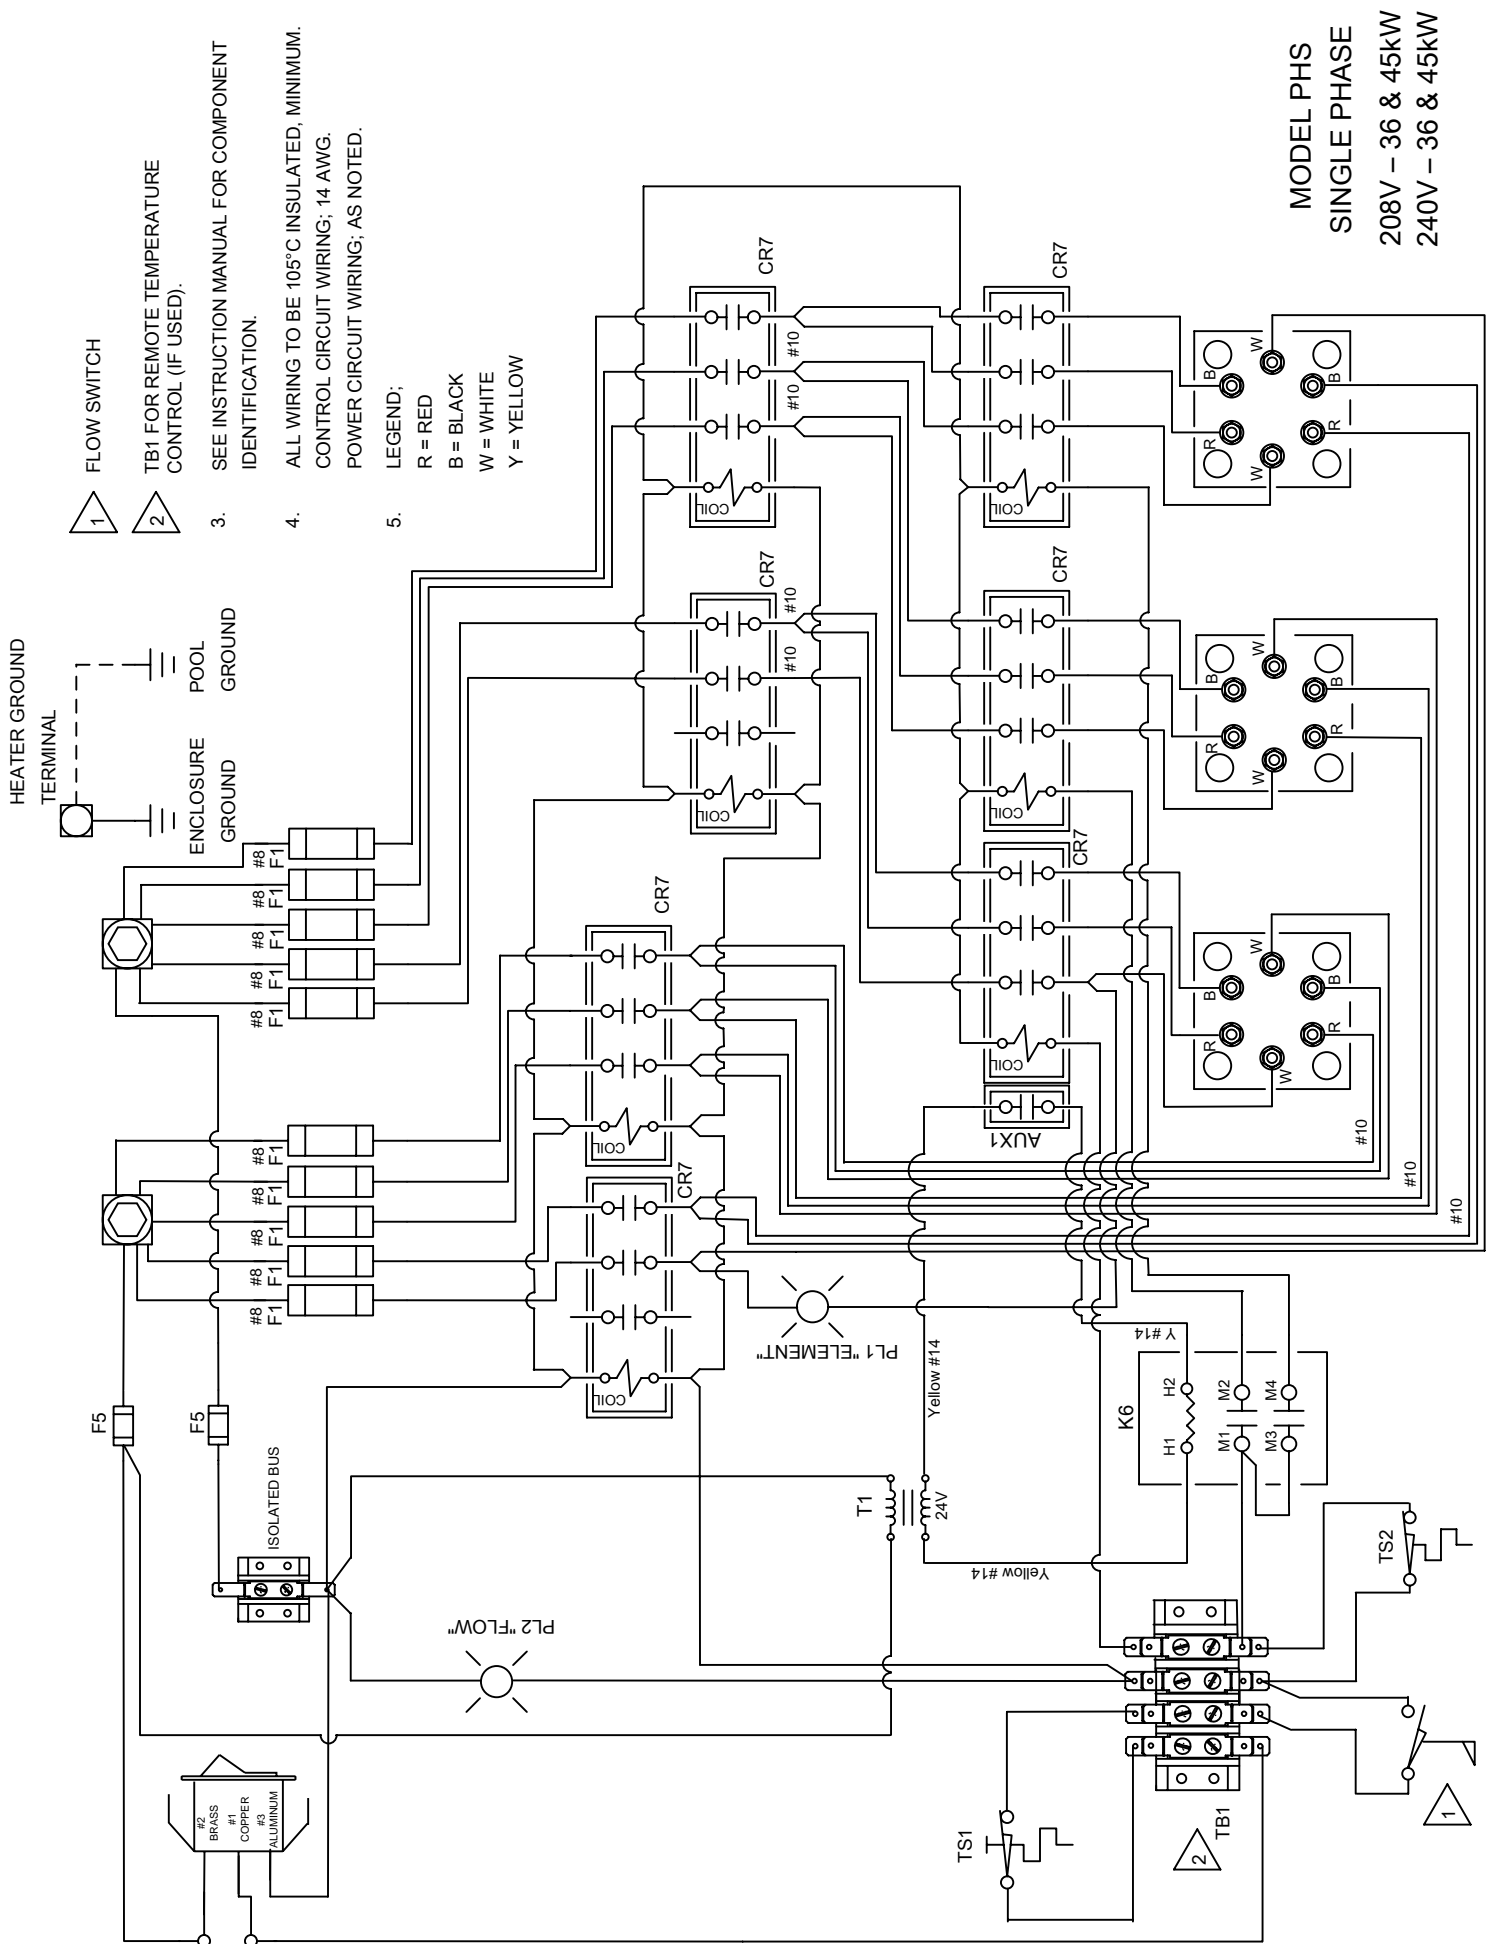 HEATER GROUND
TERMINAL
ENCLOSURE
GROUND
POOL
GROUND
1
FLOW SWITCH
2
TB1 FOR REMOTE TEMPERATURE
CONTROL (IF USED).
3.
SEE INSTRUCTION MANUAL FOR COMPONENT
IDENTIFICATION.
4.
ALL WIRING TO BE 105°C INSULATED, MINIMUM.
CONTROL CIRCUIT WIRING; 14 AWG.
POWER CIRCUIT WIRING; AS NOTED.
5.
LEGEND;
R = RED
B = BLACK
W = WHITE
Y = YELLOW
#2
BRASS
#1
COPPER
#3
ALUMINUM
F5
F5
ISOLATED BUS
#8
F1
#8
F1
#8
F1
#8
F1
#8
F1
#8
F1
#8
F1
#8
F1
#8
F1
#8
F1
PL2 "FLOW"
COIL
CR7
COIL
CR7
COIL
CR7
#10
#10
COIL
CR7
#10
#10
PL1 "ELEMENT"
T1
24V
Yellow #14
Yellow #14
Y #14
AUX1
COIL
CR7
COIL
CR7
COIL
CR7
TS1
2
TB1
1
TS2
K6
H1
H2
M1
M2
M3
M4
R
B
W
W
R
B
#10
R
B
W
W
R
B
#10
R
B
W
W
R
B
#10
MODEL PHS
SINGLE PHASE
208V – 36 & 45kW
240V – 36 & 45kW